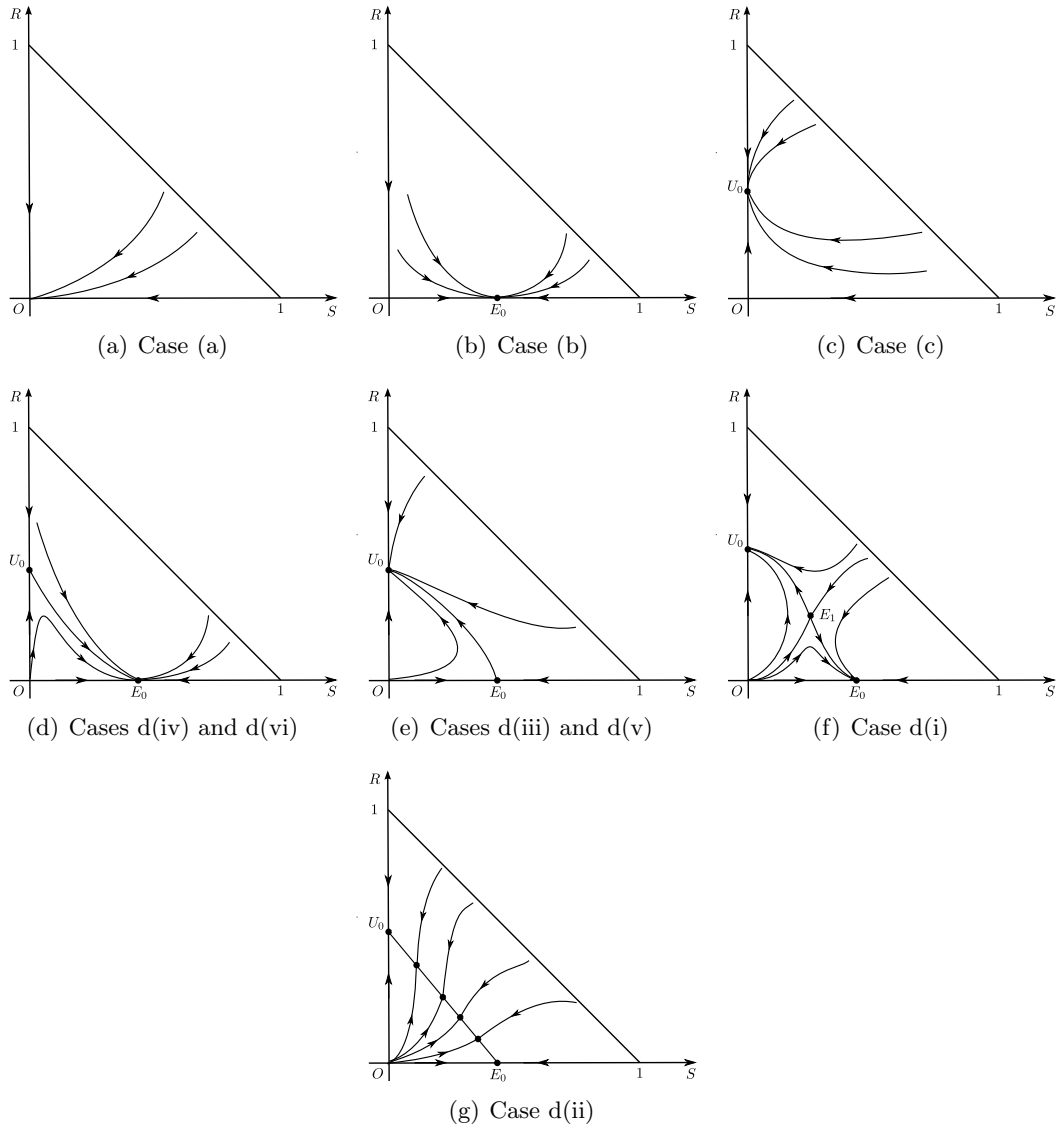 R
R
R
1
1
1
U₀
O
1
S
O
E₀
1
S
O
1
S
(a) Case (a)
(b) Case (b)
(c) Case (c)
R
R
R
1
1
1
U₀
U₀
U₀
E₁
O
E₀
1
S
O
E₀
1
S
O
E₀
1
S
(d) Cases d(iv) and d(vi)
(e) Cases d(iii) and d(v)
(f) Case d(i)
R
1
U₀
O
E₀
1
S
(g) Case d(ii)